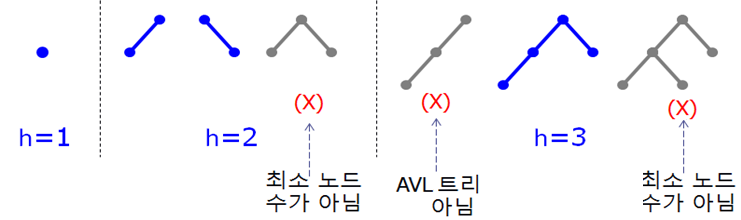 (X)
(X)
(X)
h=1
h=2
h=3
최소 노드
수가 아님
AVL 트리
아님
최소 노드
수가 아님